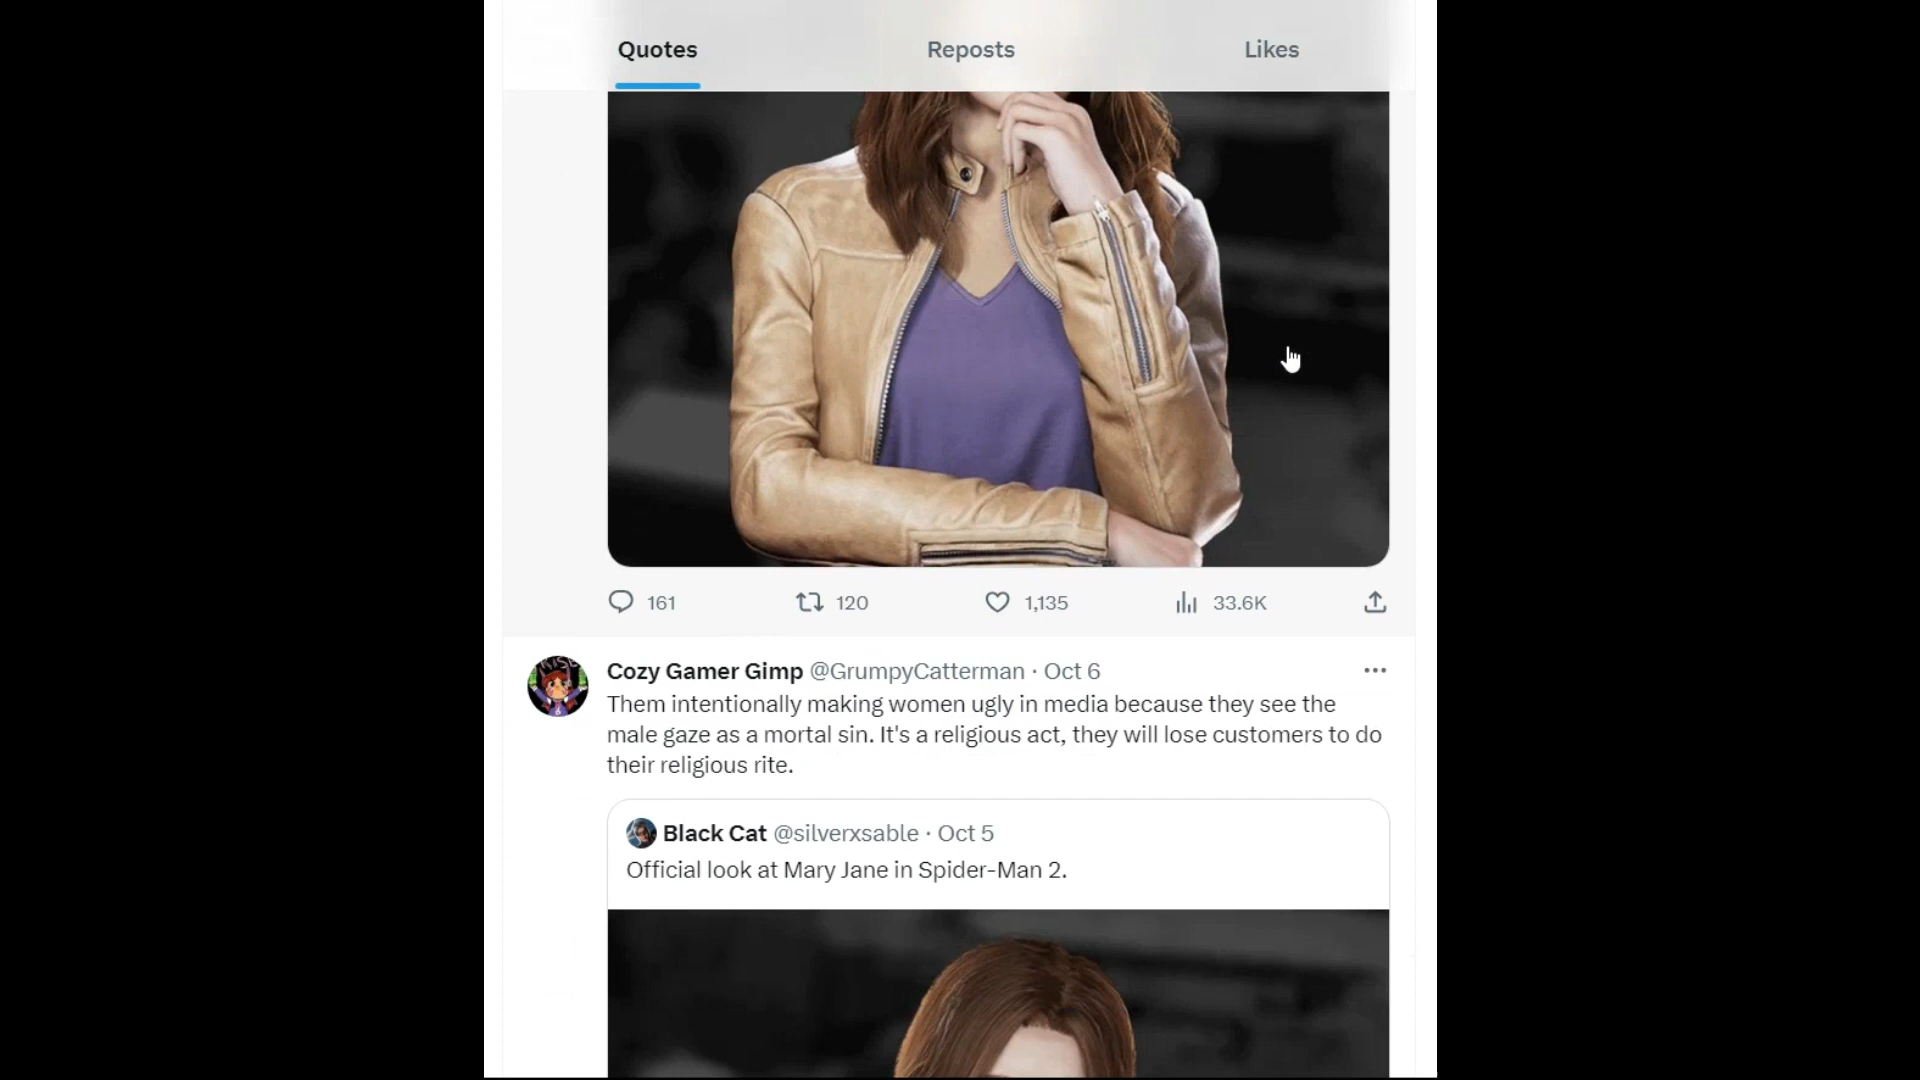 Quotes Reposts Likes
161 120 1,135 33.6K
Cozy Gamer Gimp @GrumpyCatterman · Oct 6
Them intentionally making women ugly in media because they see the
male gaze as a mortal sin. It's a religious act, they will lose customers to do
their religious rite.
Black Cat @silverxsable · Oct 5
Official look at Mary Jane in Spider-Man 2.